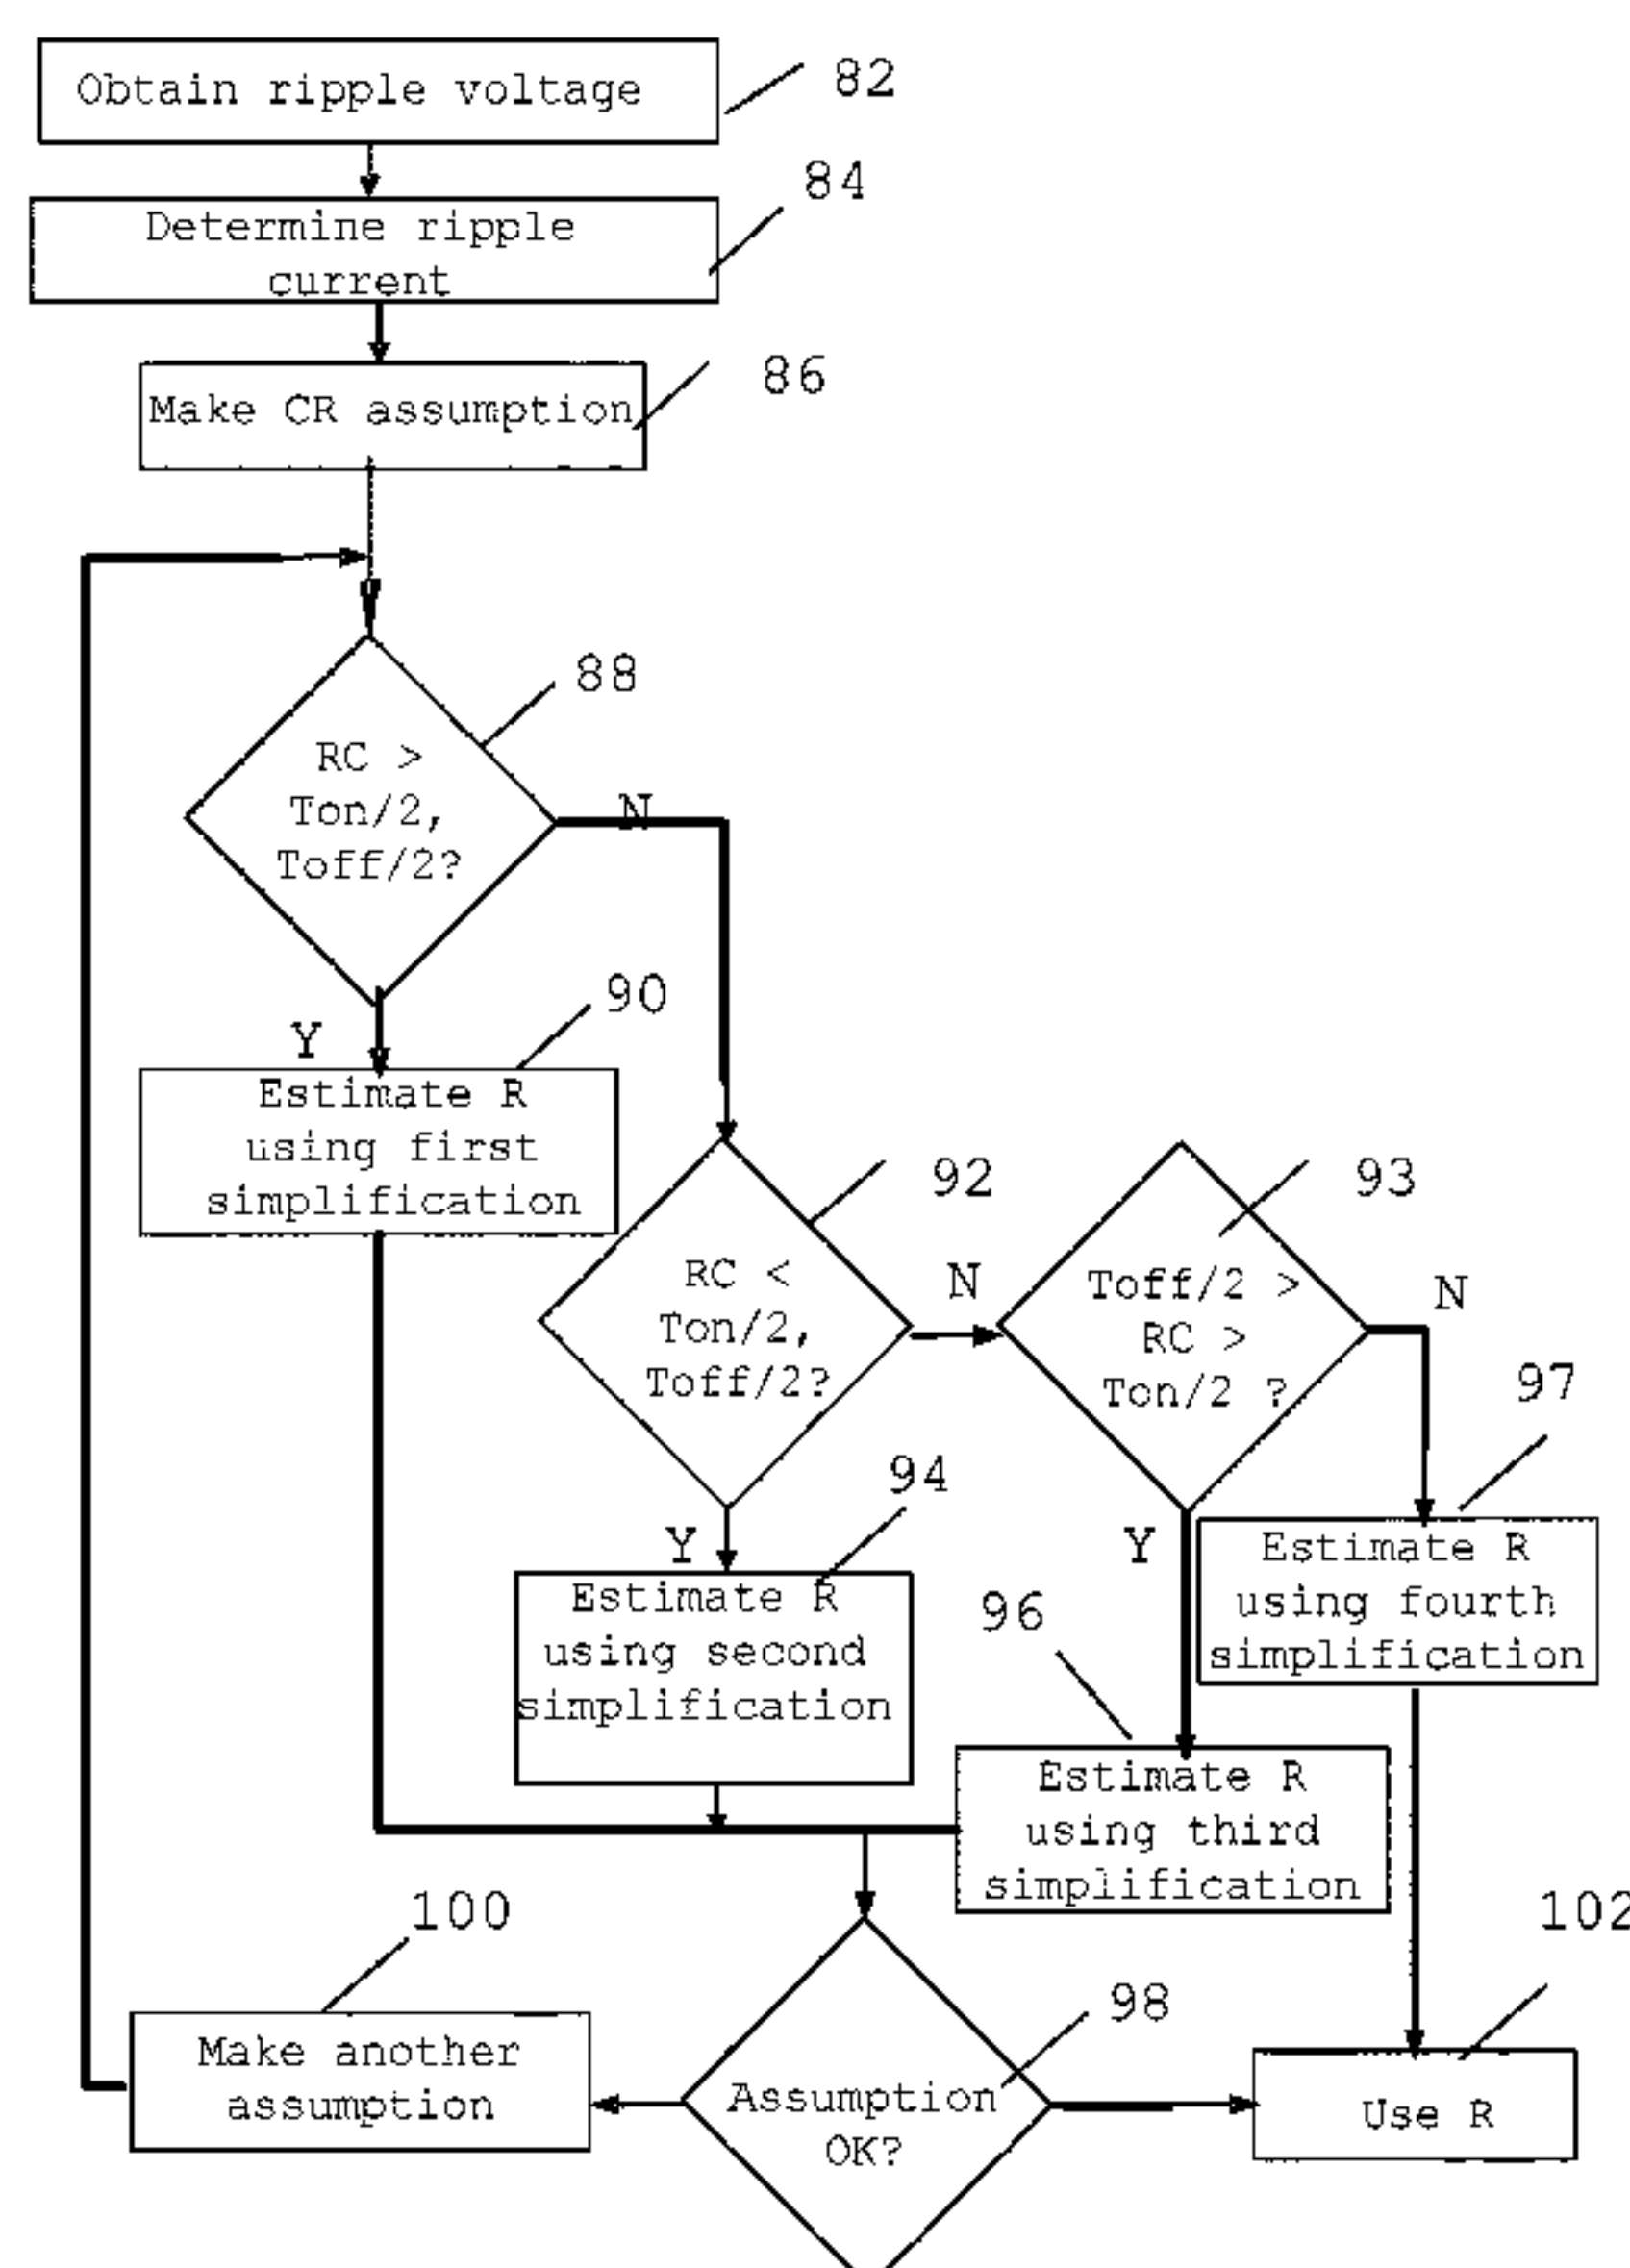 Obtain ripple voltage
82
84
Determine ripple
current
86
Make CR assumption
88
RC >
Ton/2,
Toff/2?
N
90
Y
Estimate R
using first
simplification
92
93
RC <
Ton/2,
Toff/2?
N
Toff/2 >
RC >
Ton/2 ?
N
97
94
Y
Y
Estimate R
using second
simplification
96
Estimate R
using fourth
simplification
Estimate R
using third
simplification
100
102
98
Make another
assumption
Assumption
OK?
Use R